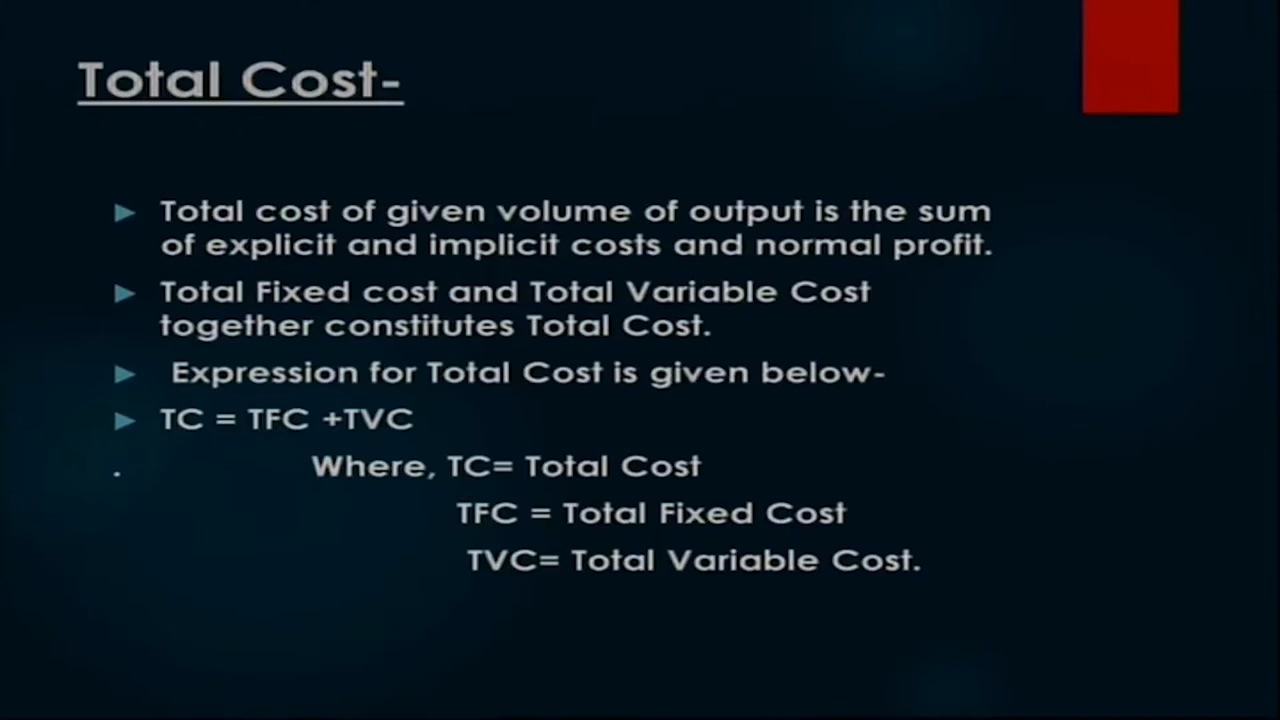 Total Cost-
Total cost of given volume of output is the sum
of explicit and implicit costs and normal profit.
Total Fixed cost and Total Variable Cost
together constitutes Total Cost.
Expression for Total Cost is given below-
TC = TFC +TVC
. Where, TC= Total Cost
TFC = Total Fixed Cost
TVC= Total Variable Cost.